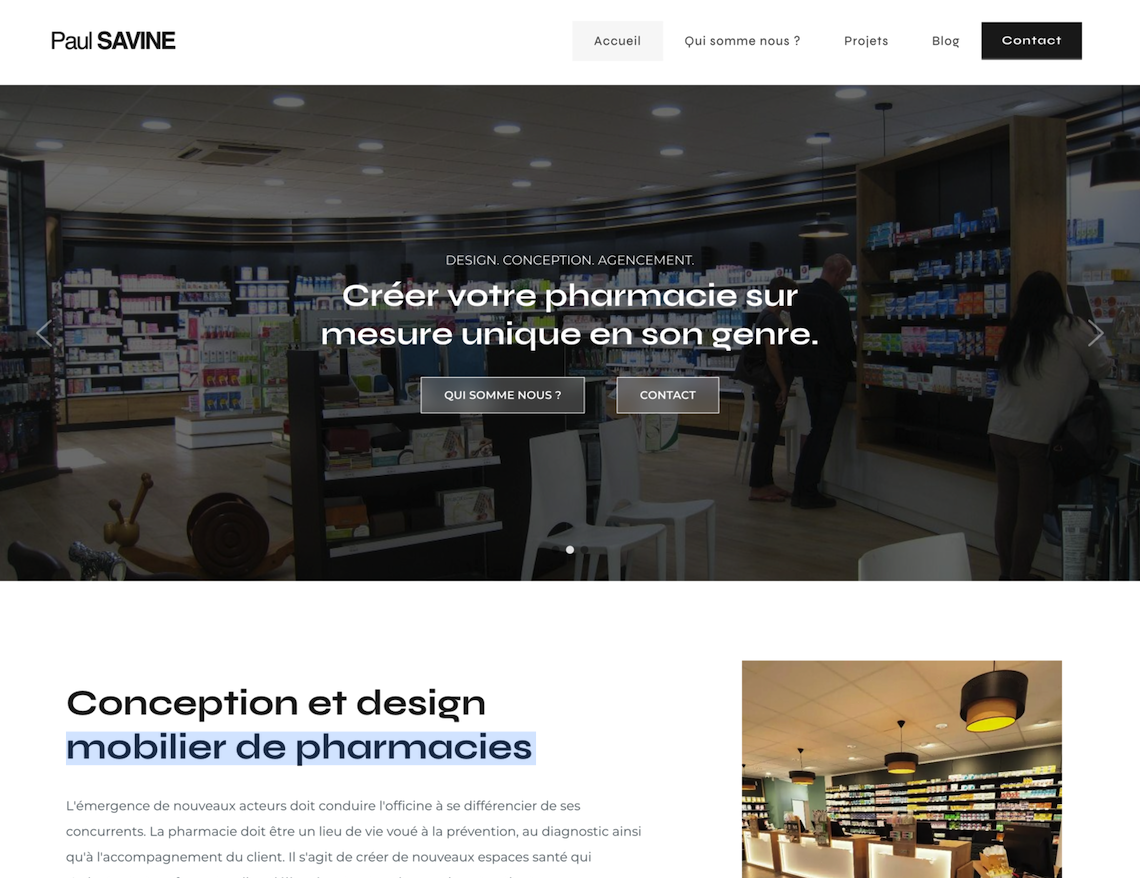 Paul SAVINE
Accueil
Qui somme nous ?
Projets
Blog
Contact
DESIGN. CONCEPTION. AGENCEMENT.
Créer votre pharmacie sur
mesure unique en son genre.
QUI SOMME NOUS ?
CONTACT
Conception et design
mobilier de pharmacies
L'émergence de nouveaux acteurs doit conduire l'officine à se différencier de ses
concurrents. La pharmacie doit être un lieu de vie voué à la prévention, au diagnostic ainsi
qu'à l'accompagnement du client. Il s'agit de créer de nouveaux espaces santé qui